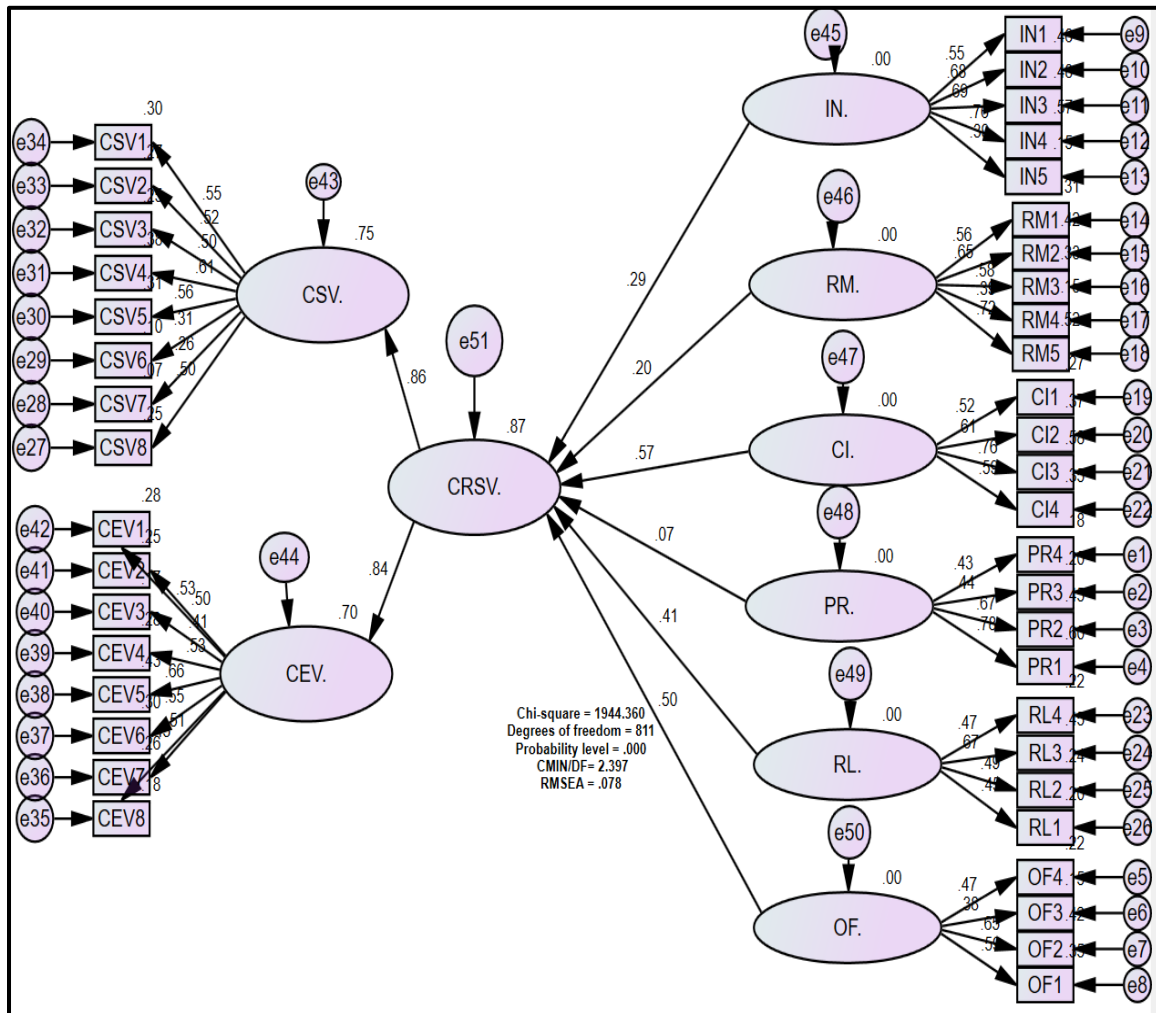 e34
CSV1
.30
e33
CSV2
e32
CSV3
e31
CSV4
e30
CSV5
e29
CSV6
e28
CSV7
.07
e27
CSV8
.25
.55
.52
.50
.61
.56
.31
.26
.50
e43
.75
CSV.
e42
CEV1
.28
e41
CEV2
.25
e40
CEV3
e39
CEV4
e38
CEV5
e37
CEV6
.30
e36
CEV7
.26
e35
CEV8
.53
.50
.41
.53
.66
.55
e44
.70
CEV.
e51
.87
CRSV.
.86
.84
.29
.20
.57
.07
.41
.50
Chi-square = 1944.360
Degrees of freedom = 811
Probability level = .000
CMIN/DF= 2.397
RMSEA = .078
e45
.00
IN.
.55
.68
.69
IN1
e9
IN2
e10
IN3
e11
IN4
e12
IN5
e13
.31
e46
.00
RM.
.56
.65
.58
.72
RM1
e14
RM2
e15
RM3
e16
RM4
e17
RM5
e18
.27
e47
.00
CI.
.52
.61
.76
.59
CI1
e19
CI2
e20
CI3
e21
CI4
e22
e48
.00
PR.
.43
.44
.67
.78
PR4
e1
PR3
e2
PR2
e3
PR1
e4
.22
e49
.00
RL.
.47
.67
.49
RL4
e23
RL3
e24
RL2
e25
RL1
e26
.22
e50
.00
OF.
.47
.38
.65
.59
OF4
e5
OF3
e6
OF2
e7
OF1
e8